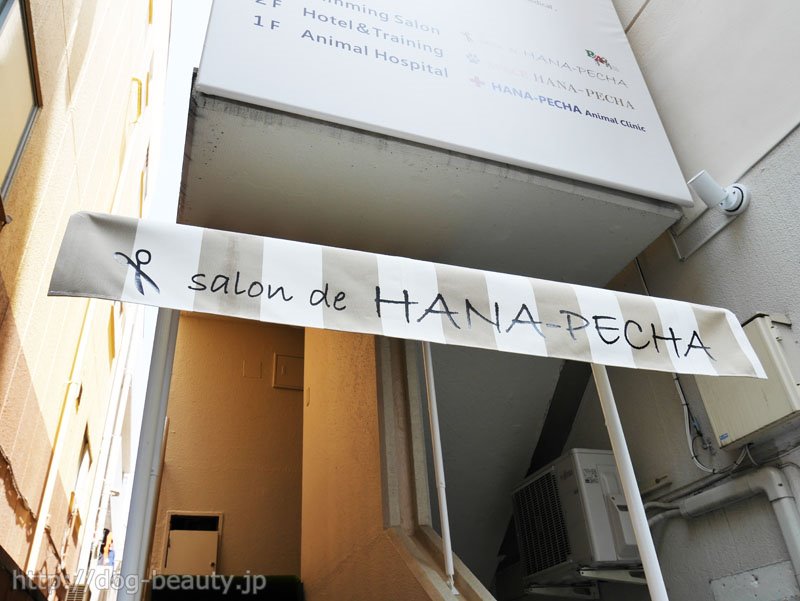 2F
Trimming Salon
HANA-PECHA
Hotel & Training
HANA-PECHA
1F
Animal Hospital
HANA-PECHA Animal Clinic
salon de HANA-PECHA
http://dog-beauty.jp